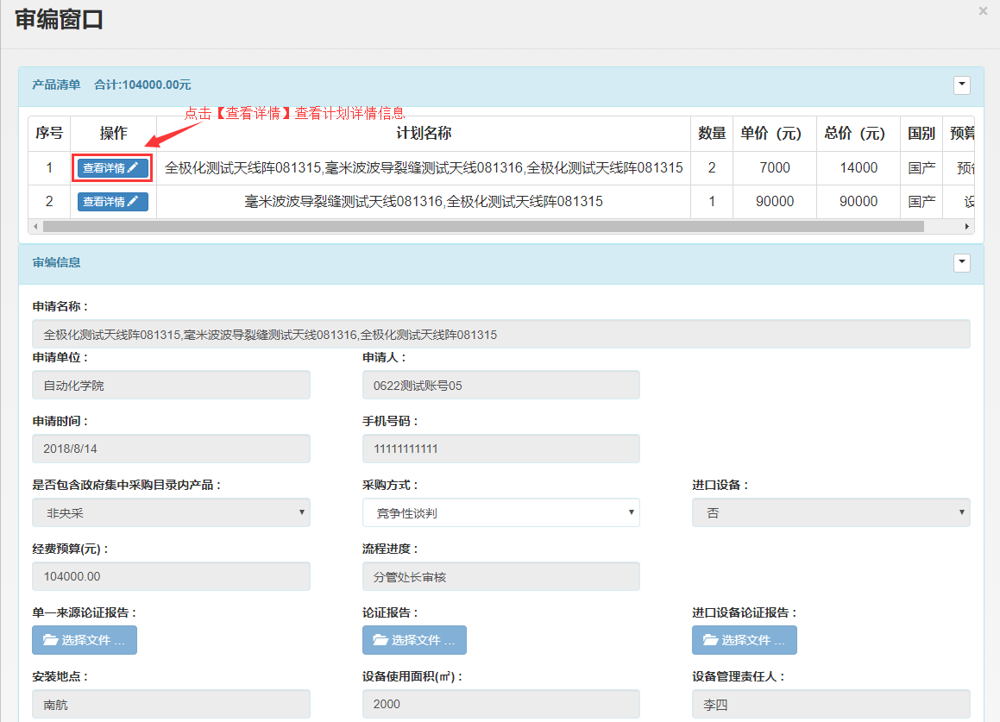 审编窗口
×
产品清单 合计:104000.00元
点击【查看详情】查看计划详情信息
序号 操作 计划名称 数量 单价（元） 总价（元） 国别 预算
1 查看详情 全极化测试天线阵081315,毫米波波导裂缝测试天线081316,全极化测试天线阵081315 2 7000 14000 国产
2 查看详情 毫米波波导裂缝测试天线081316,全极化测试天线阵081315 1 90000 90000 国产 设
审编信息
申请名称：
全极化测试天线阵081315,毫米波波导裂缝测试天线081316,全极化测试天线阵081315
申请单位： 申请人：
自动化学院 0622测试账号05
申请时间： 手机号码：
2018/8/14 11111111111
是否包含政府集中采购目录内产品： 采购方式： 进口设备：
非央采 竞争性谈判 否
经费预算(元)： 流程进度：
104000.00 分管处长审核
单一来源论证报告： 论证报告： 进口设备论证报告：
选择文件 ... 选择文件 ... 选择文件 ...
安装地点： 设备使用面积(㎡)： 设备管理责任人：
南航 2000 李四